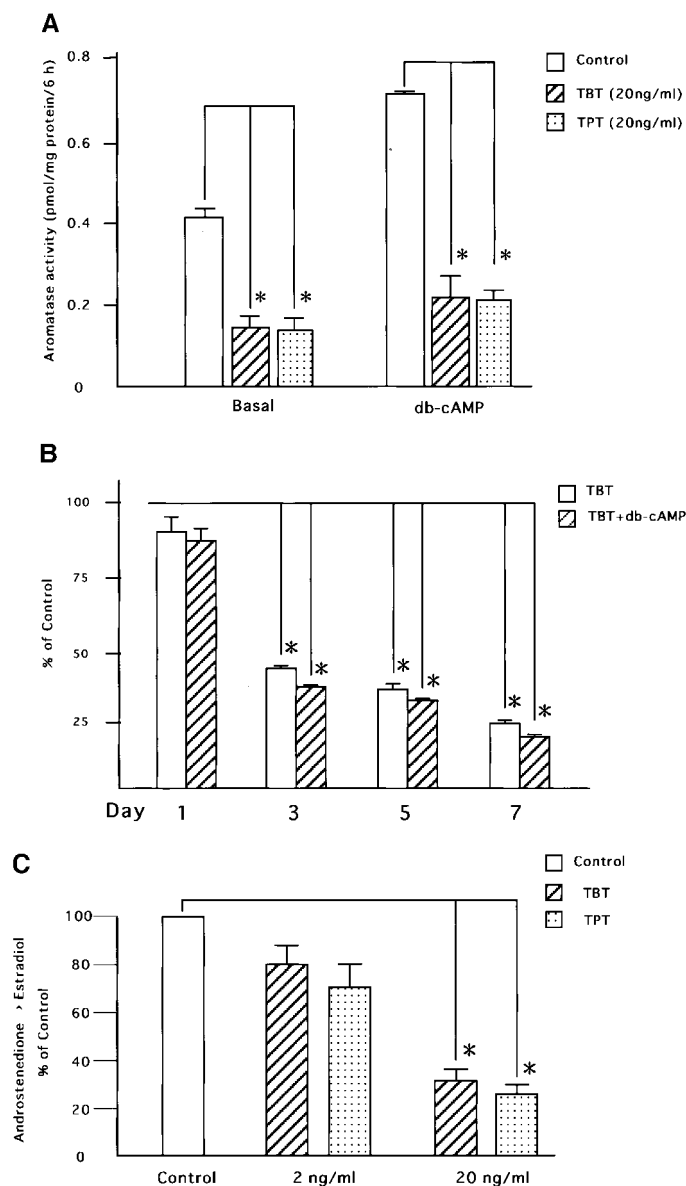 A
0.8
0.6
0.4
0.2
0
Aromatase activity (pmol/mg protein/6 h)
Control
TBT (20ng/ml)
TPT (20ng/ml)
* *
* *
Basal db-cAMP
B
100
75
50
25
% of Control
TBT
TBT+db-cAMP
* *
* *
* *
Day 1 3 5 7
C
100
80
60
40
20
0
Androstenedione › Estradiol
% of Control
Control
TBT
TPT
* *
Control 2 ng/ml 20 ng/ml